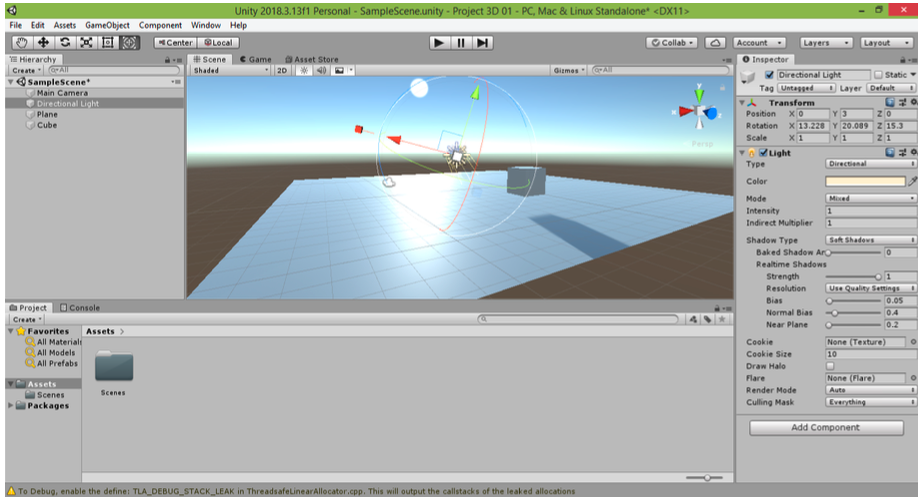 Unity 2018.3.13f1 Personal - SampleScene.unity - Project 3D 01 - PC, Mac & Linux Standalone* <DX11>
File Edit Assets GameObject Component Window Help
Center Local Collab Account Layers Layout
Hierarchy
Create All
SampleScene*
Main Camera
Directional Light
Plane
Cube
Scene Game Asset Store
Shaded 2D Gizmos All
y
x
Persp
Inspector
Directional Light Static
Tag Untagged Layer Default
Transform
Position X 0 Y 3 Z 0
Rotation X 13.228 Y 20.089 Z 15.3
Scale X 1 Y 1 Z 1
Light
Type Directional
Color
Mode Mixed
Intensity 1
Indirect Multiplier 1
Shadow Type Soft Shadows
Baked Shadow Ar 0
Realtime Shadows
Strength 1
Resolution Use Quality Settings
Bias 0.05
Normal Bias 0.4
Near Plane 0.2
Cookie None (Texture)
Cookie Size 10
Draw Halo
Flare None (Flare)
Render Mode Auto
Culling Mask Everything
Add Component
Project Console
Create
Favorites
All Materials
All Models
All Prefabs
Assets
Scenes
Packages
Assets >
Scenes
To Debug, enable the define: TLA_DEBUG_STACK_LEAK in ThreadsafeLinearAllocator.cpp. This will output the callstacks of the leaked allocations